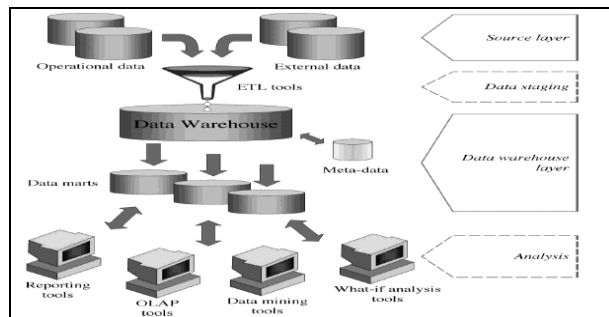 Source layer
Operational data
External data
ETL tools
Data staging
Data Warehouse
Meta-data
Data warehouse
layer
Data marts
Analysis
Reporting
tools
OLAP
tools
Data mining
tools
What-if analysis
tools